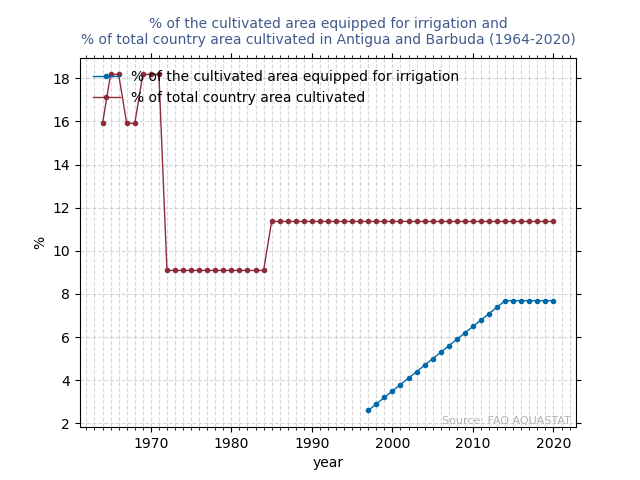 % of the cultivated area equipped for irrigation and
% of total country area cultivated in Antigua and Barbuda (1964-2020)
% of the cultivated area equipped for irrigation
% of total country area cultivated
%
18
16
14
12
10
8
6
4
2
Source: FAO AQUASTAT
1970 1980 1990 2000 2010 2020
year